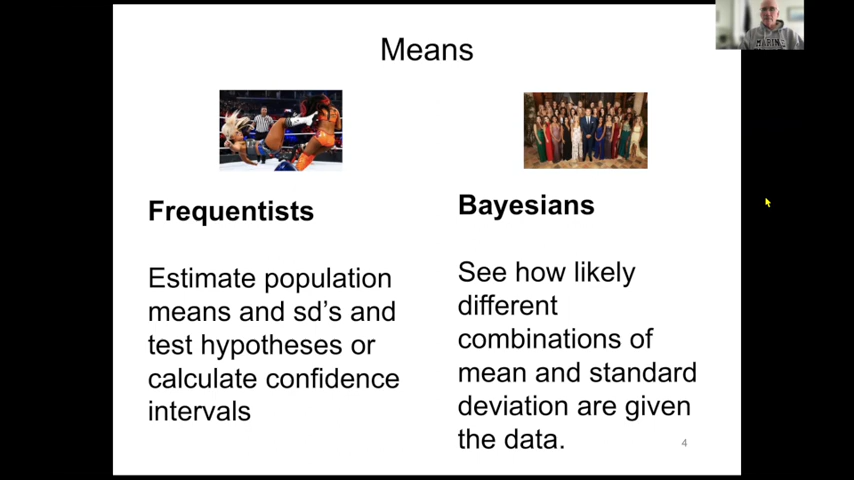 Means
Frequentists
Estimate population
means and sd’s and
test hypotheses or
calculate confidence
intervals
Bayesians
See how likely
different
combinations of
mean and standard
deviation are given
the data.
4